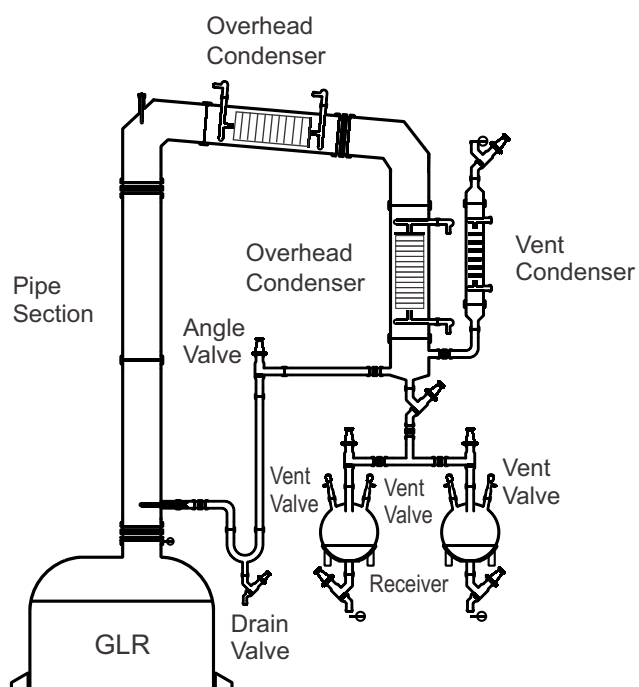 Overhead
Condenser
Overhead
Condenser
Vent
Condenser
Pipe
Section
Angle
Valve
Vent
Valve
Vent
Valve
Vent
Valve
Receiver
Drain
Valve
GLR